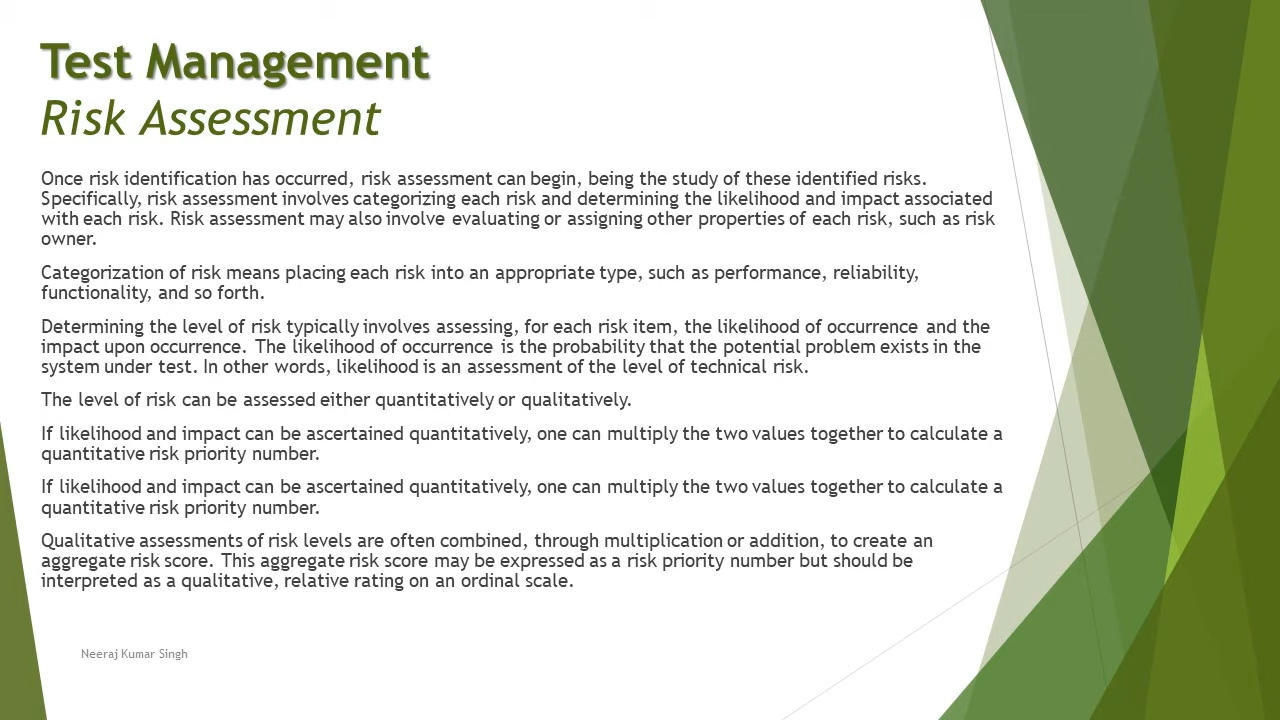 Test Management
Risk Assessment
Once risk identification has occurred, risk assessment can begin, being the study of these identified risks.
Specifically, risk assessment involves categorizing each risk and determining the likelihood and impact associated
with each risk. Risk assessment may also involve evaluating or assigning other properties of each risk, such as risk
owner.
Categorization of risk means placing each risk into an appropriate type, such as performance, reliability,
functionality, and so forth.
Determining the level of risk typically involves assessing, for each risk item, the likelihood of occurrence and the
impact upon occurrence. The likelihood of occurrence is the probability that the potential problem exists in the
system under test. In other words, likelihood is an assessment of the level of technical risk.
The level of risk can be assessed either quantitatively or qualitatively.
If likelihood and impact can be ascertained quantitatively, one can multiply the two values together to calculate a
quantitative risk priority number.
If likelihood and impact can be ascertained quantitatively, one can multiply the two values together to calculate a
quantitative risk priority number.
Qualitative assessments of risk levels are often combined, through multiplication or addition, to create an
aggregate risk score. This aggregate risk score may be expressed as a risk priority number but should be
interpreted as a qualitative, relative rating on an ordinal scale.
Neeraj Kumar Singh